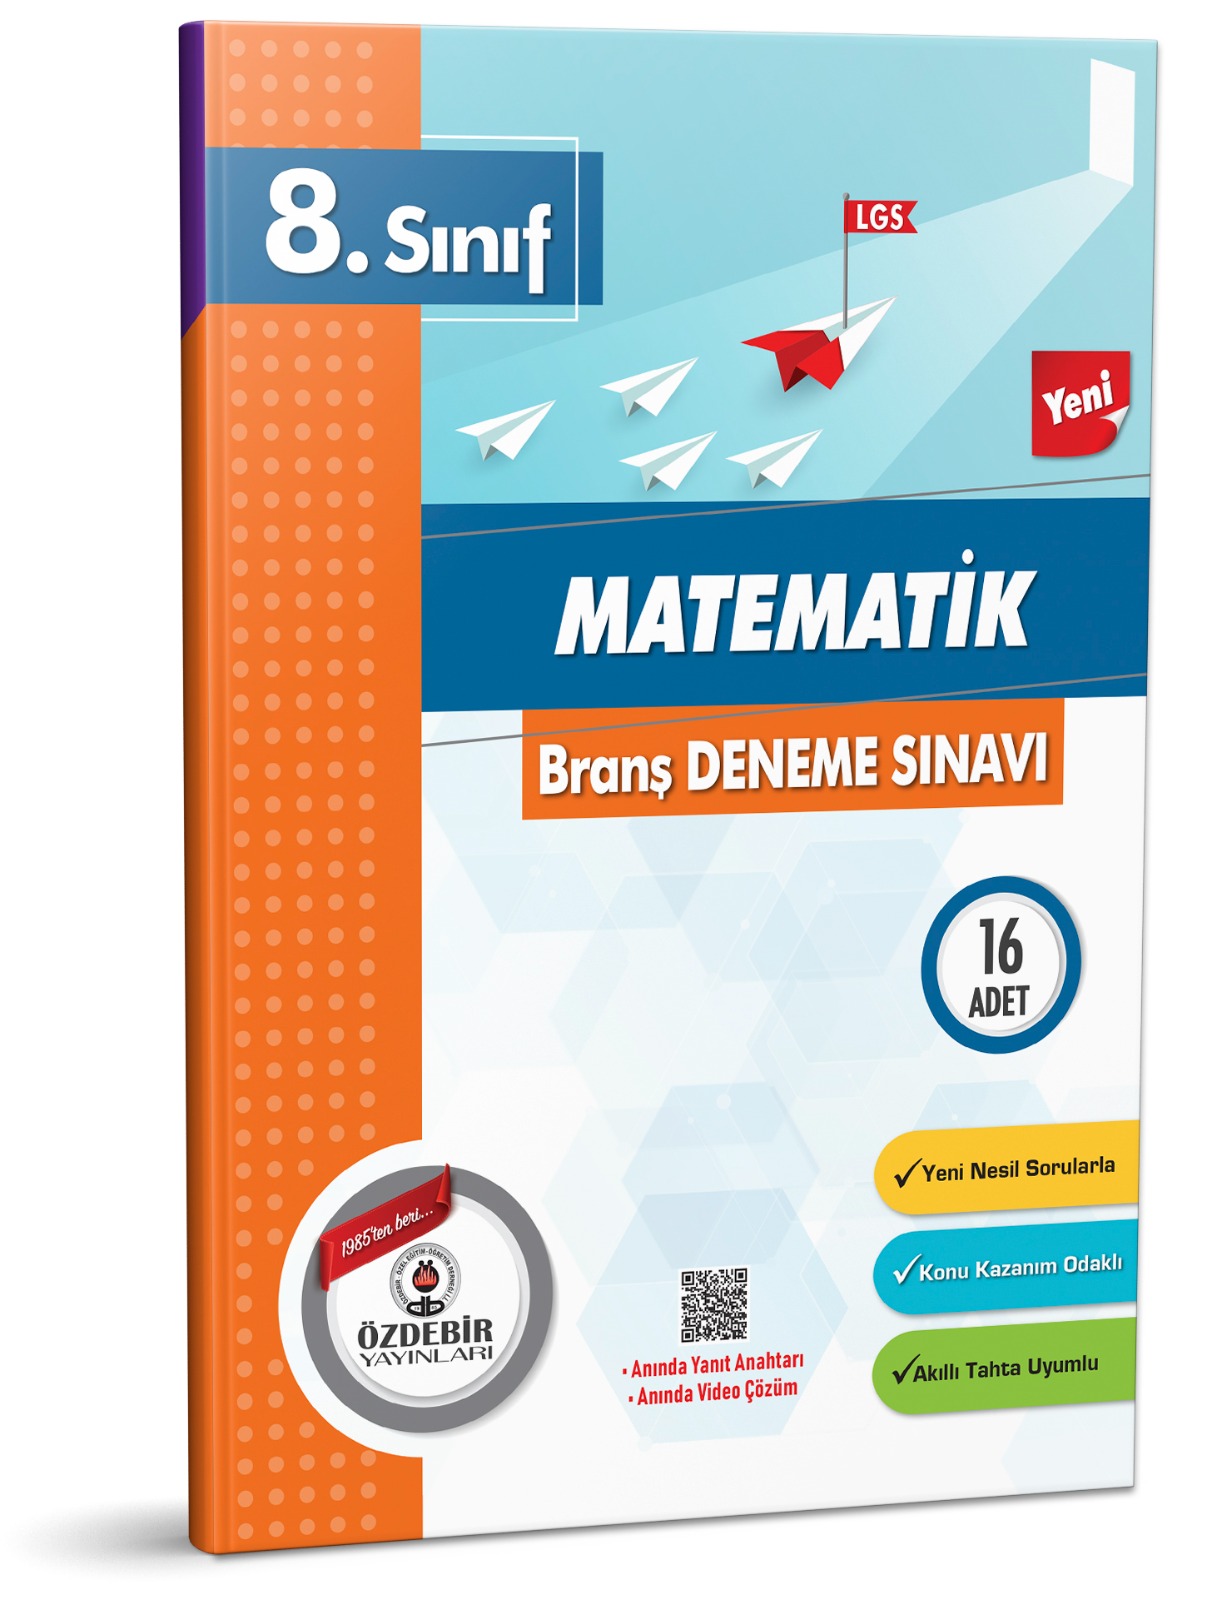 8. Sınıf
LGS
Yeni
MATEMATİK
Branş DENEME SINAVI
16
ADET
✓Yeni Nesil Sorularla
✓Konu Kazanım Odaklı
✓Akıllı Tahta Uyumlu
1985'ten beri...
ÖZDEBİR
YAYINLARI
• Anında Yanıt Anahtarı
• Anında Video Çözüm